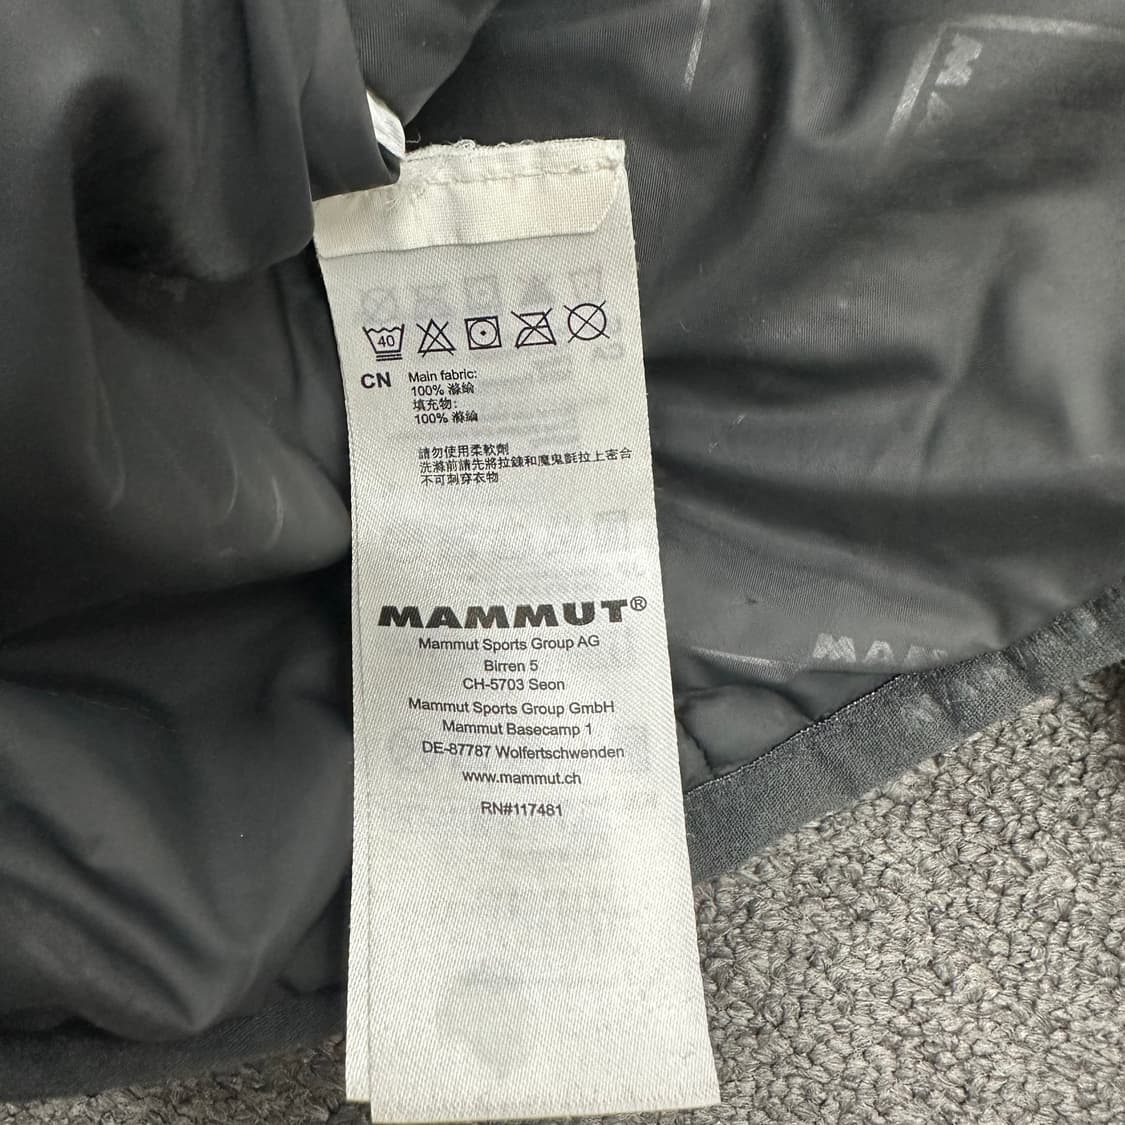 40
CN Main fabric:
100% 滌綸
填充物:
100% 滌綸
請勿使用柔軟劑
洗滌前請先將拉鍊和魔鬼氈拉上密合
不可刺穿衣物
MAMMUT®
Mammut Sports Group AG
Birren 5
CH-5703 Seon
Mammut Sports Group GmbH
Mammut Basecamp 1
DE-87787 Wolfertschwenden
www.mammut.ch
RN#117481